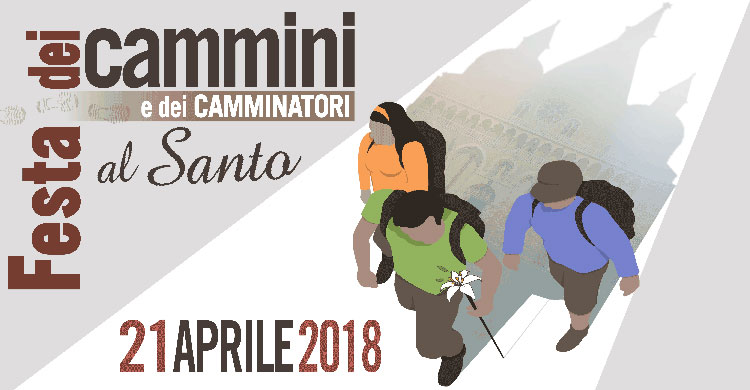 Festa dei
cammini
e dei CAMMINATORI
al Santo
21 APRILE 2018